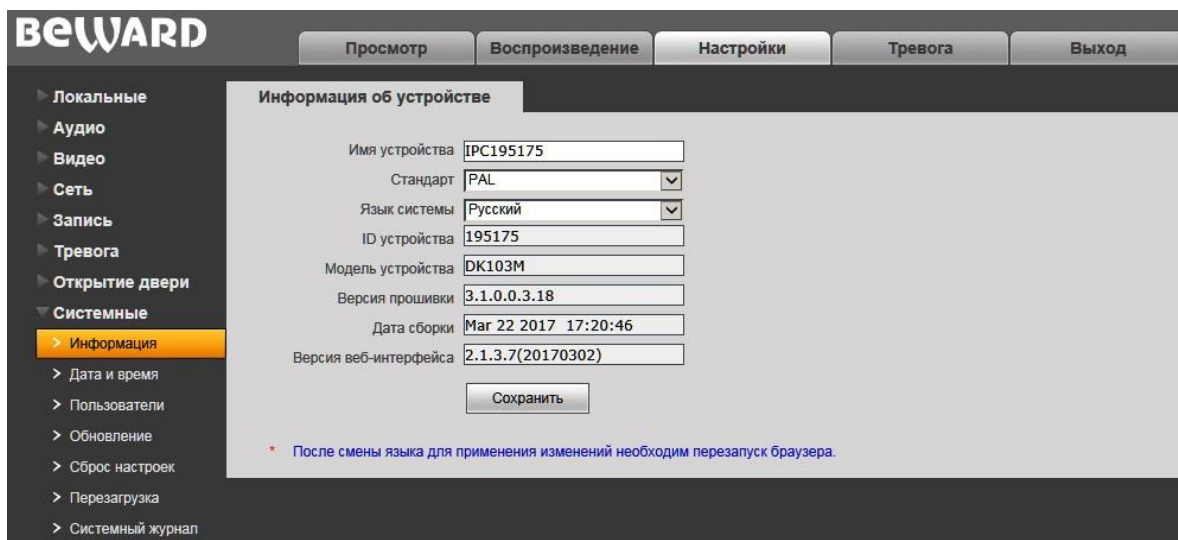 BEWARD
Просмотр Воспроизведение Настройки Тревога Выход
Локальные
Аудио
Видео
Сеть
Запись
Тревога
Открытие двери
Системные
Информация
Дата и время
Пользователи
Обновление
Сброс настроек
Перезагрузка
Системный журнал
Информация об устройстве
Имя устройства IPC195175
Стандарт PAL
Язык системы Русский
ID устройства 195175
Модель устройства DK103M
Версия прошивки 3.1.0.0.3.18
Дата сборки Mar 22 2017 17:20:46
Версия веб-интерфейса 2.1.3.7(20170302)
Сохранить
* После смены языка для применения изменений необходим перезапуск браузера.